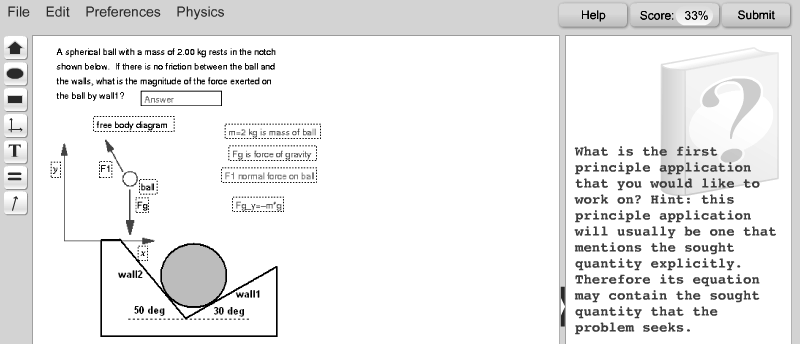 File Edit Preferences Physics
Help Score: 33% Submit
A spherical ball with a mass of 2.00 kg rests in the notch
shown below. If there is no friction between the ball and
the walls, what is the magnitude of the force exerted on
the ball by wall1? Answer
free body diagram
m=2 kg is mass of ball
Fg is force of gravity
F1 normal force on ball
Fg_y=-m*g
y
F1
ball
Fg
x
wall2
wall1
50 deg 30 deg
T
?
What is the first
principle application
that you would like to
work on? Hint: this
principle application
will usually be one that
mentions the sought
quantity explicitly.
Therefore its equation
may contain the sought
quantity that the
problem seeks.